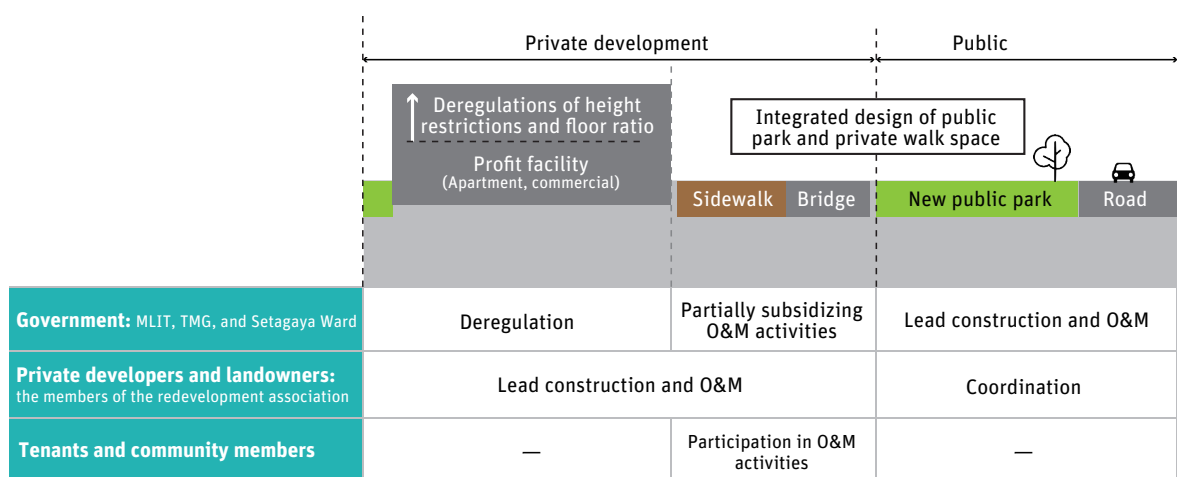 Private development
Public
Deregulations of height
restrictions and floor ratio
Profit facility
(Apartment, commercial)
Integrated design of public
park and private walk space
Sidewalk
Bridge
New public park
Road
Government: MLIT, TMG, and Setagaya Ward
Deregulation
Partially subsidizing
O&M activities
Lead construction and O&M
Private developers and landowners:
the members of the redevelopment association
Lead construction and O&M
Coordination
Tenants and community members
—
Participation in O&M
activities
—